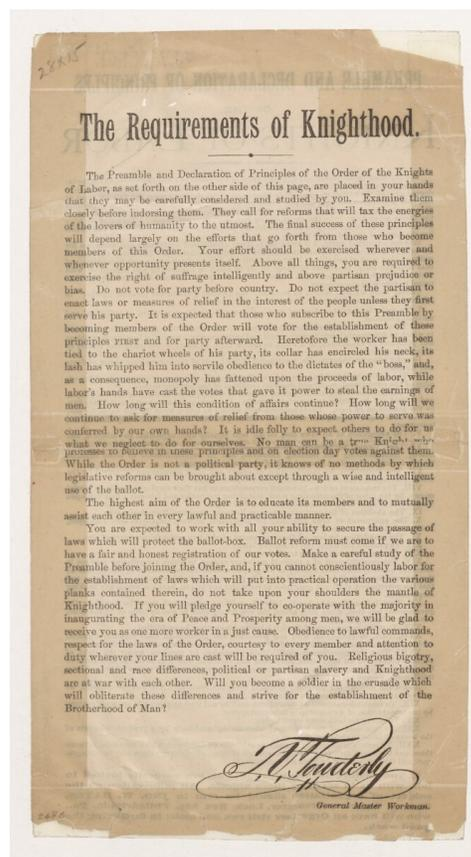 28x15
The Requirements of Knighthood.
The Preamble and Declaration of Principles of the Order of the Knights
of Labor, as set forth on the other side of this page, are placed in your hands
that they may be carefully considered and studied by you. Examine them
closely before indorsing them. They call for reforms that will tax the energies
of the lovers of humanity to the utmost. The final success of these principles
will depend largely on the efforts that go forth from those who become
members of this Order. Your effort should be exercised wherever and
whenever opportunity presents itself. Above all things, you are required to
exercise the right of suffrage intelligently and above partisan prejudice or
bias. Do not vote for party before country. Do not expect the partisan to
enact laws or measures of relief in the interest of the people unless they first
serve his party. It is expected that those who subscribe to this Preamble by
becoming members of the Order will vote for the establishment of these
principles FIRST and for party afterward. Heretofore the worker has been
tied to the chariot wheels of his party, its collar has encircled his neck, its
lash has whipped him into servile obedience to the dictates of the "boss," and,
as a consequence, monopoly has fattened upon the proceeds of labor, while
labor's hands have cast the votes that gave it power to steal the earnings of
men. How long will this condition of affairs continue? How long will we
continue to ask for measures of relief from those whose power to serve was
conferred by our own hands? It is idle folly to expect others to do for us
what we neglect to do for ourselves. No man can be a true Knight who
professes to believe in these principles and on election day votes against them.
While the Order is not a political party, it knows of no methods by which
legislative reforms can be brought about except through a wise and intelligent
use of the ballot.
The highest aim of the Order is to educate its members and to mutually
assist each other in every lawful and practicable manner.
You are expected to work with all your ability to secure the passage of
laws which will protect the ballot-box. Ballot reform must come if we are to
have a fair and honest registration of our votes. Make a careful study of the
Preamble before joining the Order, and, if you cannot conscientiously labor for
the establishment of laws which will put into practical operation the various
planks contained therein, do not take upon your shoulders the mantle of
Knighthood. If you will pledge yourself to co-operate with the majority in
inaugurating the era of Peace and Prosperity among men, we will be glad to
receive you as one more worker in a just cause. Obedience to lawful commands,
respect for the laws of the Order, courtesy to every member and attention to
duty wherever your lines are cast will be required of you. Religious bigotry,
sectional and race differences, political or partisan slavery and Knighthood
are at war with each other. Will you become a soldier in the crusade which
will obliterate these differences and strive for the establishment of the
Brotherhood of Man?
T. V. Powderly
General Master Workman.